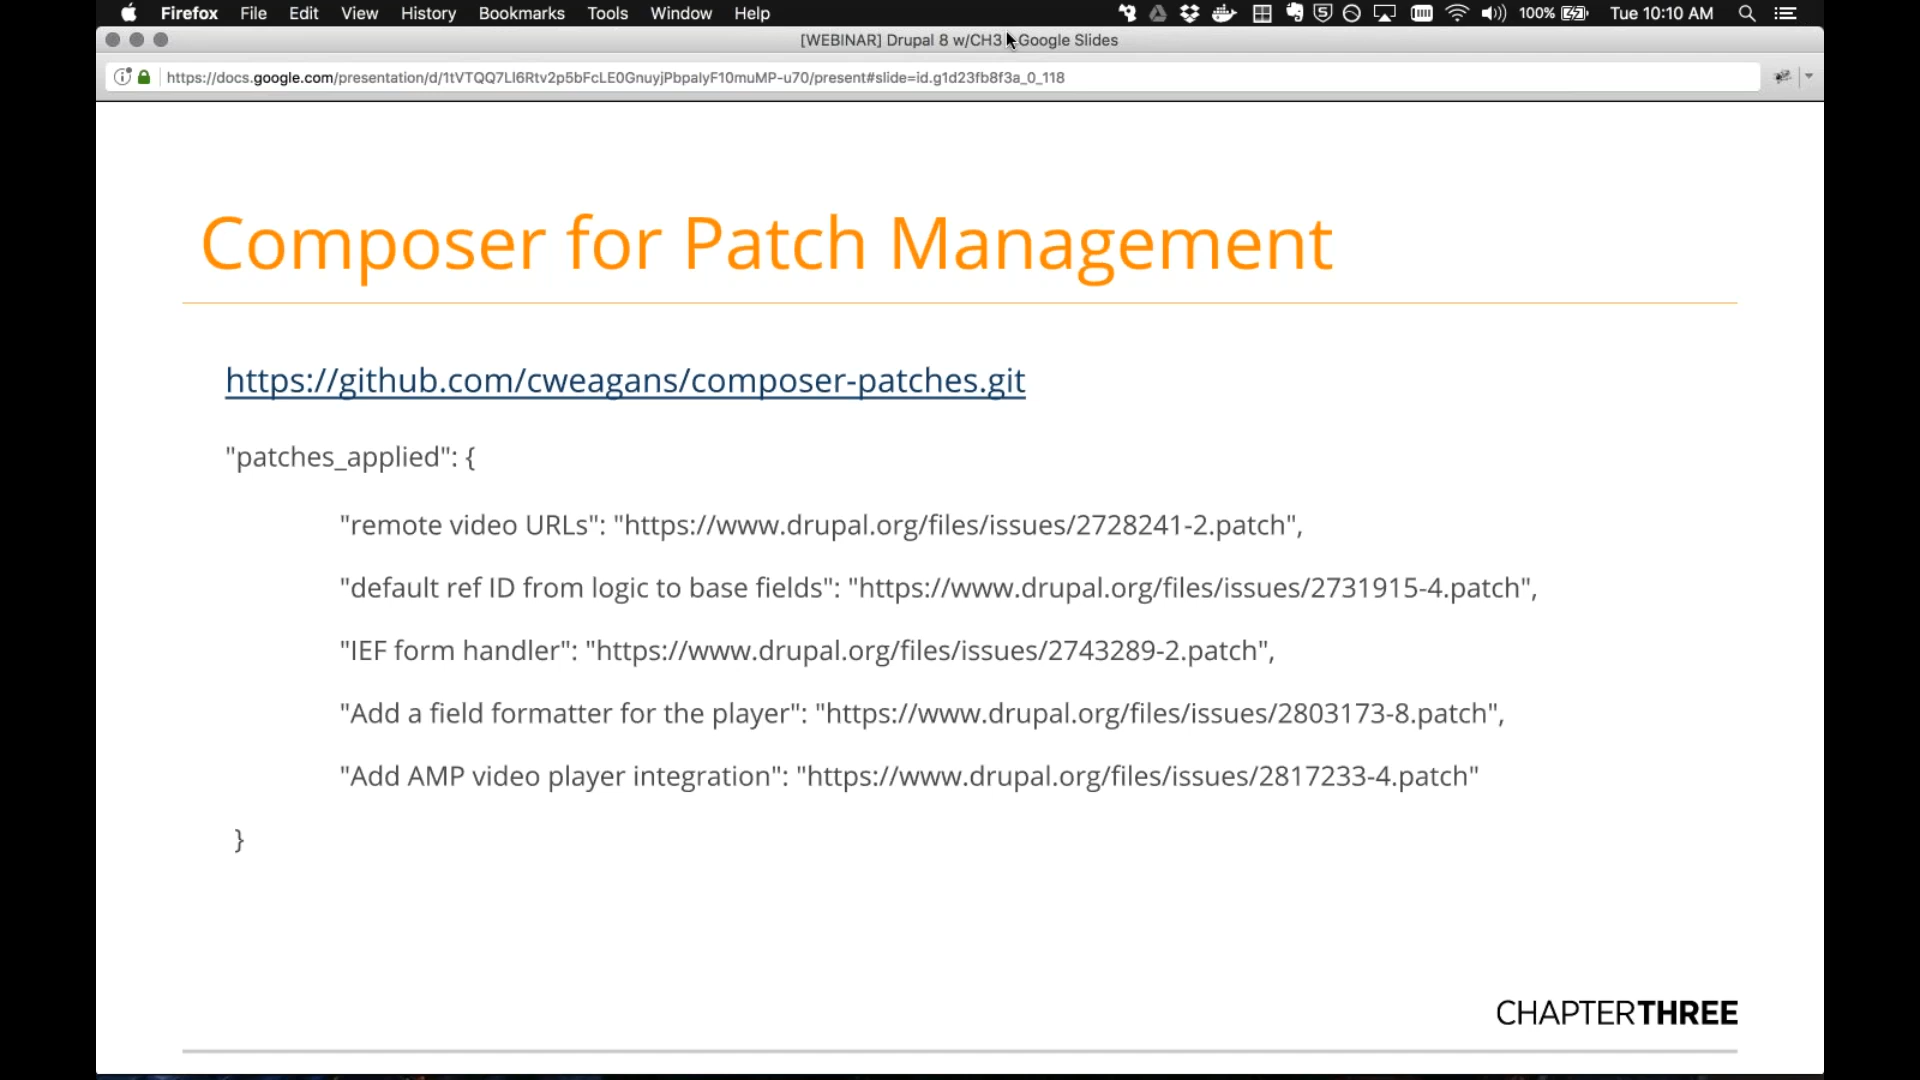 Firefox File Edit View History Bookmarks Tools Window Help 100% Tue 10:10 AM
[WEBINAR] Drupal 8 w/CH3 - Google Slides
https://docs.google.com/presentation/d/1tVTQQ7Ll6Rtv2p5bFcLE0GnuyjPbpalyF10muMP-u70/present#slide=id.g1d23fb8f3a_0_118
Composer for Patch Management
https://github.com/cweagans/composer-patches.git
"patches_applied": {
"remote video URLs": "https://www.drupal.org/files/issues/2728241-2.patch",
"default ref ID from logic to base fields": "https://www.drupal.org/files/issues/2731915-4.patch",
"IEF form handler": "https://www.drupal.org/files/issues/2743289-2.patch",
"Add a field formatter for the player": "https://www.drupal.org/files/issues/2803173-8.patch",
"Add AMP video player integration": "https://www.drupal.org/files/issues/2817233-4.patch"
}
CHAPTERTHREE